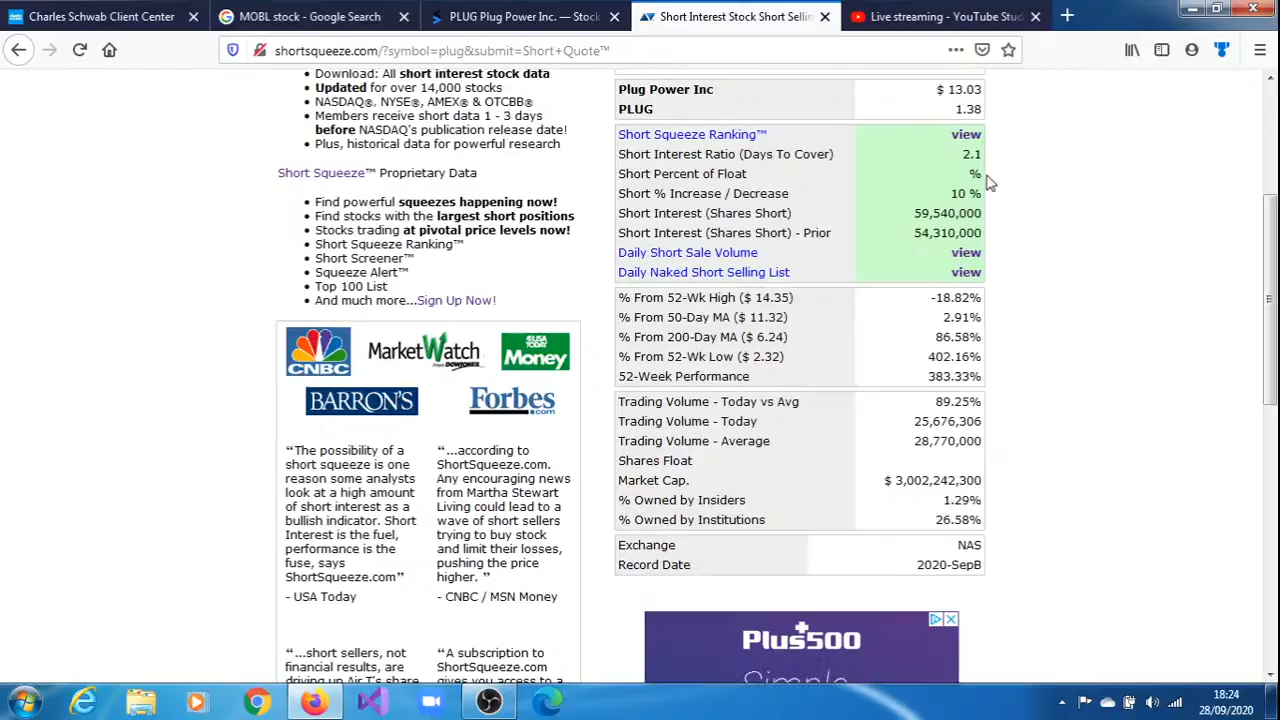 Charles Schwab Client Center
MOBL stock - Google Search
PLUG Plug Power Inc. — Stock
Short Interest Stock Short Sellin
Live streaming - YouTube Stud
shortsqueeze.com/?symbol=plug&submit=Short+Quote™
Download: All short interest stock data
Updated for over 14,000 stocks
NASDAQ®, NYSE®, AMEX® & OTCBB®
Members receive short data 1 - 3 days
before NASDAQ's publication release date!
Plus, historical data for powerful research
Short Squeeze™ Proprietary Data
Find powerful squeezes happening now!
Find stocks with the largest short positions
Stocks trading at pivotal price levels now!
Short Squeeze Ranking™
Short Screener™
Squeeze Alert™
Top 100 List
And much more...Sign Up Now!
CNBC
MarketWatch
From DOWJONES
USA TODAY
Money
BARRON'S
Forbes
.com
“The possibility of a
short squeeze is one
reason some analysts
look at a high amount
of short interest as a
bullish indicator. Short
Interest is the fuel,
performance is the
fuse, says
ShortSqueeze.com”
- USA Today
“...according to
ShortSqueeze.com.
Any encouraging news
from Martha Stewart
Living could lead to a
wave of short sellers
trying to buy stock
and limit their losses,
pushing the price
higher. ”
- CNBC / MSN Money
“...short sellers, not
financial results, are
driving up Air T's share
“A subscription to
ShortSqueeze.com
gives you access to a
Plug Power Inc $ 13.03
PLUG 1.38
Short Squeeze Ranking™ view
Short Interest Ratio (Days To Cover) 2.1
Short Percent of Float %
Short % Increase / Decrease 10 %
Short Interest (Shares Short) 59,540,000
Short Interest (Shares Short) - Prior 54,310,000
Daily Short Sale Volume view
Daily Naked Short Selling List view
% From 52-Wk High ($ 14.35) -18.82%
% From 50-Day MA ($ 11.32) 2.91%
% From 200-Day MA ($ 6.24) 86.58%
% From 52-Wk Low ($ 2.32) 402.16%
52-Week Performance 383.33%
Trading Volume - Today vs Avg 89.25%
Trading Volume - Today 25,676,306
Trading Volume - Average 28,770,000
Shares Float
Market Cap. $ 3,002,242,300
% Owned by Insiders 1.29%
% Owned by Institutions 26.58%
Exchange NAS
Record Date 2020-SepB
Plus500
Simple
18:24
28/09/2020